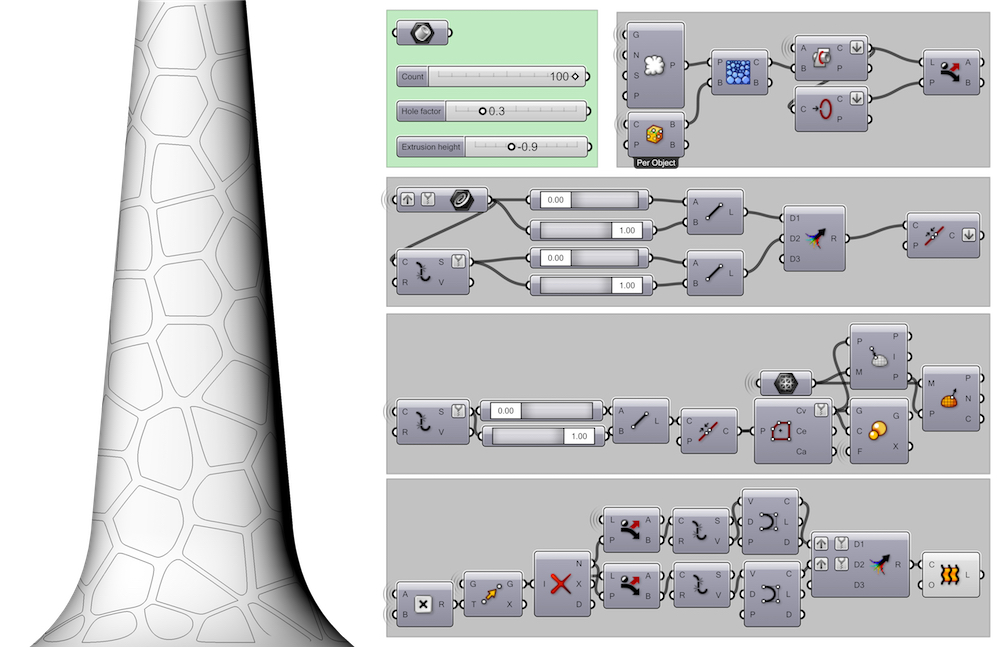 Count 100
Hole factor 0.3
Extrusion height -0.9
G
N
S
P
P
C B
P B
Per Object
P C
B B
A C
B P
C C
P
L A
P B
0.00
1.00
0.00
1.00
C S
R V
A
B L
A
B L
D1
D2 R
D3
C C
P
C S
R V
0.00
1.00
A L
B
C C
P
P Cv
Ce
Ca
P P
I
M P
G G
C
F X
M P
N
P C
A R
B
G G
T X
I N
X
D
L A
P B
L A
P B
C S
R V
C S
R V
V C
D L
P D
V C
D L
P D
D1
D2 R
D3
C L
O